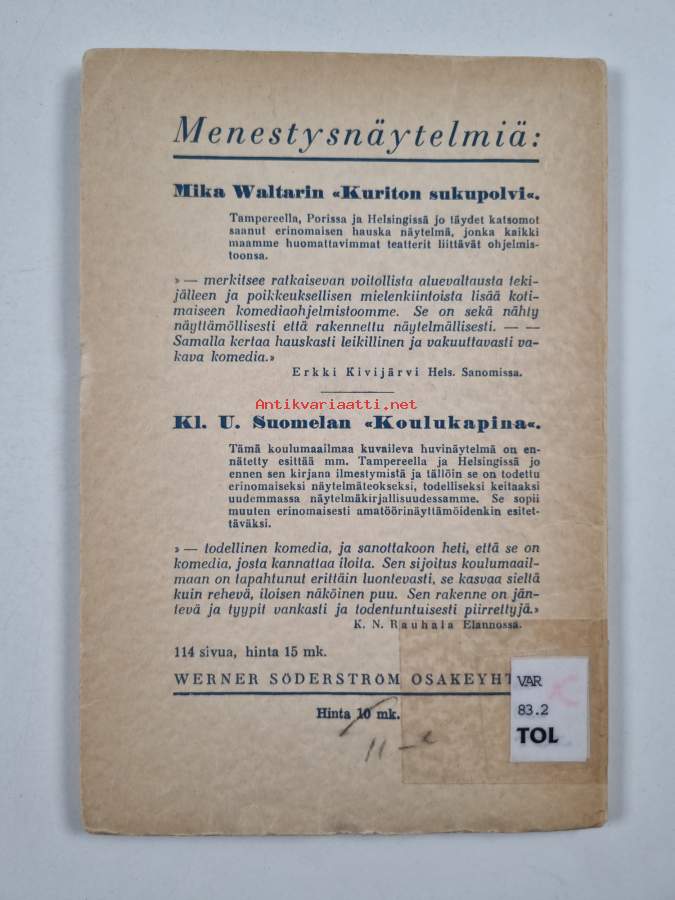 Menestysnäytelmiä:
Mika Waltarin «Kuriton sukupolvi«.
Tampereella, Porissa ja Helsingissä jo täydet katsomot
saanut erinomaisen hauska näytelmä, jonka kaikki
maamme huomattavimmat teatterit liittävät ohjelmis-
toonsa.
» — merkitsee ratkaisevan voitollista aluevaltausta teki-
jälleen ja poikkeuksellisen mielenkiintoista lisää koti-
maiseen komediaohjelmistoomme. Se on sekä nähty
näyttämöllisesti että rakennettu näytelmällisesti. — —
Samalla kertaa hauskasti leikillinen ja vakuuttavasti va-
kava komedia.»
Erkki Kivijärvi Hels. Sanomissa.
Antikvariaatti.net
Kl. U. Suomelan «Koulukapina«.
Tämä koulumaailmaa kuvaileva huvinäytelmä on en-
nätetty esittää mm. Tampereella ja Helsingissä jo
ennen sen kirjana ilmestymistä ja tällöin se on todettu
erinomaiseksi näytelmäteokseksi, todelliseksi keitaaksi
uudemmassa näytelmäkirjallisuudessamme. Se sopii
muuten erinomaisesti amatöörinäyttämöidenkin esitet-
täväksi.
» — todellinen komedia, ja sanottakoon heti, että se on
komedia, josta kannattaa iloita. Sen sijoitus koulumaail-
maan on tapahtunut erittäin luontevasti, se kasvaa sieltä
kuin rehevä, iloisen näköinen puu. Sen rakenne on jän-
tevä ja tyypit vankasti ja todentuntuisesti piirrettyjä.»
K. N. Rauhala Elannossa.
114 sivua, hinta 15 mk.
WERNER SÖDERSTRÖM OSAKEYHT
Hinta 10 mk.
11 –
VAR
83.2
TOL